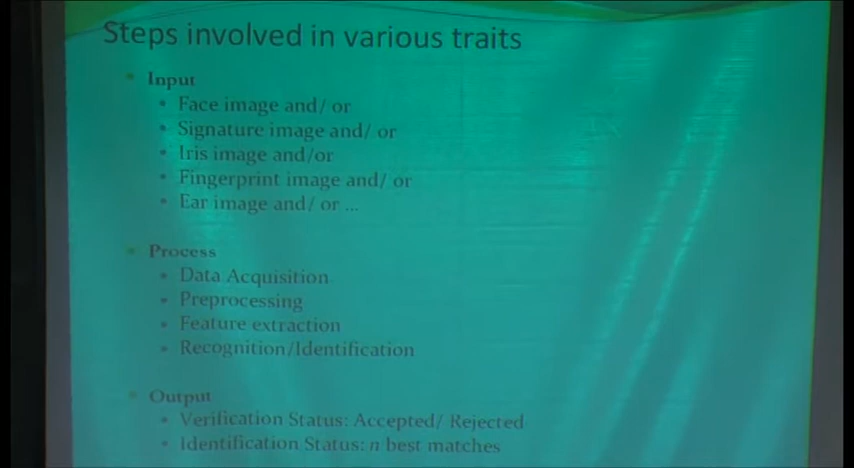 Steps involved in various traits
Input
Face image and/ or
Signature image and/ or
Iris image and/or
Fingerprint image and/ or
Ear image and/ or ...
Process
Data Acquisition
Preprocessing
Feature extraction
Recognition/Identification
Output
Verification Status: Accepted/ Rejected
Identification Status: n best matches